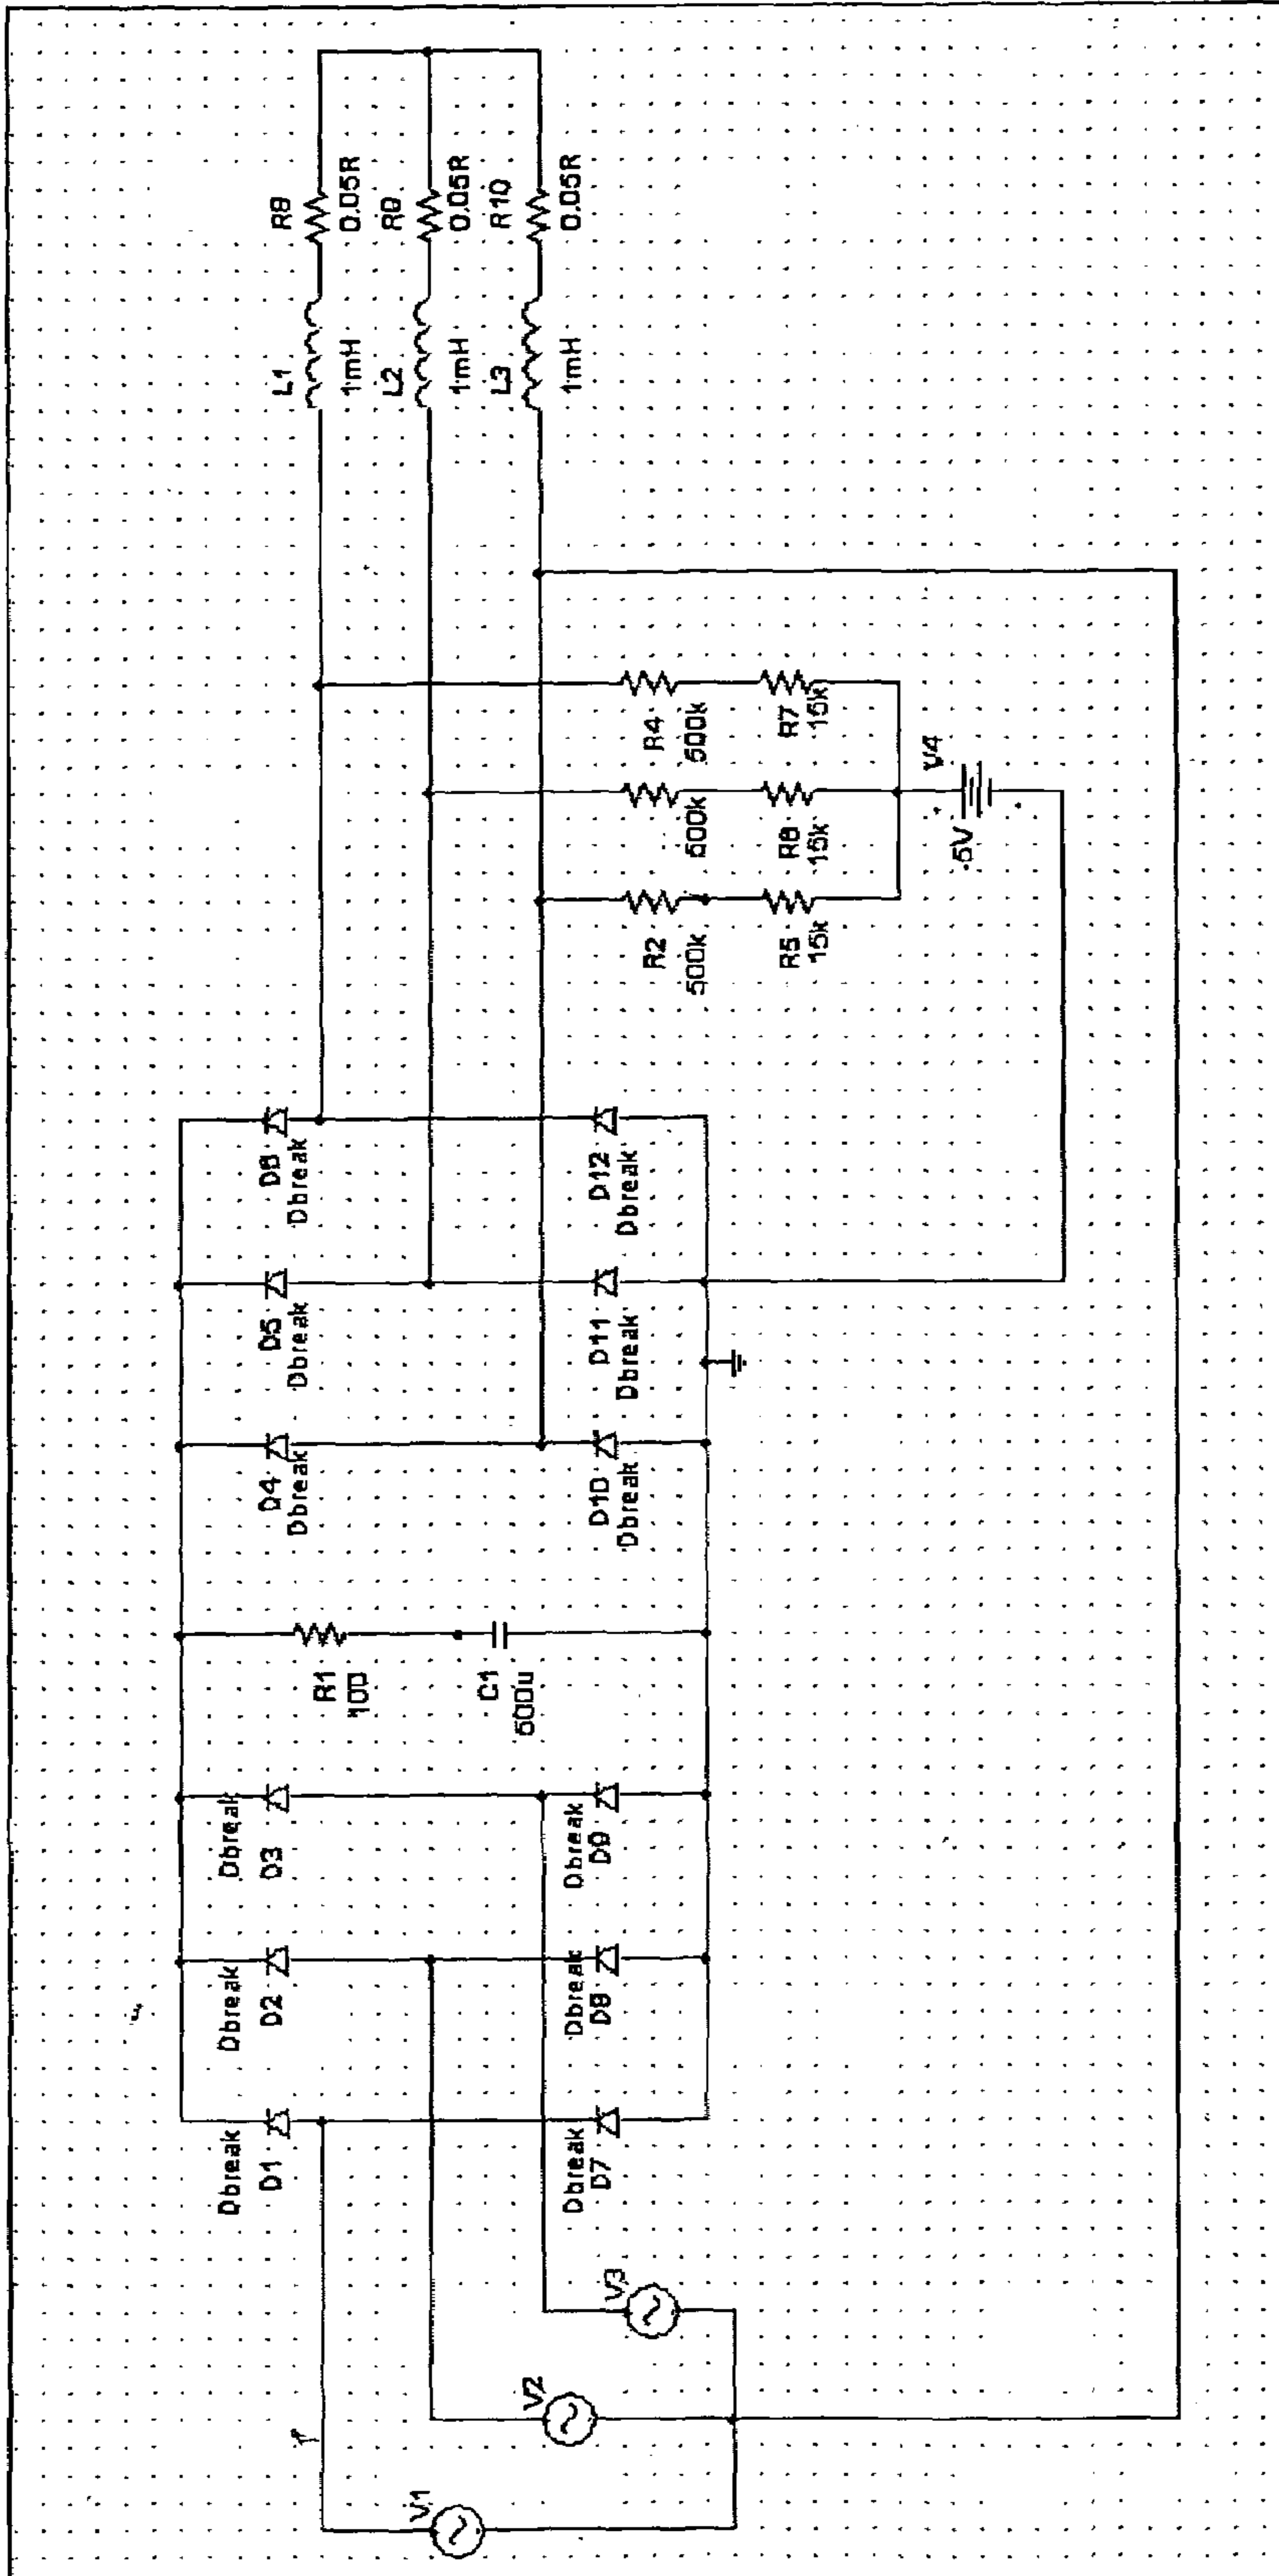 R9
0.05R
R8
0.05R
R10
0.05R
L1
1mH
L2
1mH
L3
1mH
R4
500k
R7
15k
500k
R6
15k
R2
500k
R5
15k
V4
5V
D6
Dbreak
D12
Dbreak
D5
Dbreak
D11
Dbreak
D4
Dbreak
D10
Dbreak
R1
100
C1
500u
Dbreak
D3
Dbreak
D9
Dbreak
D2
Dbreak
D8
Dbreak
D1
Dbreak
D7
V3
V2
V1